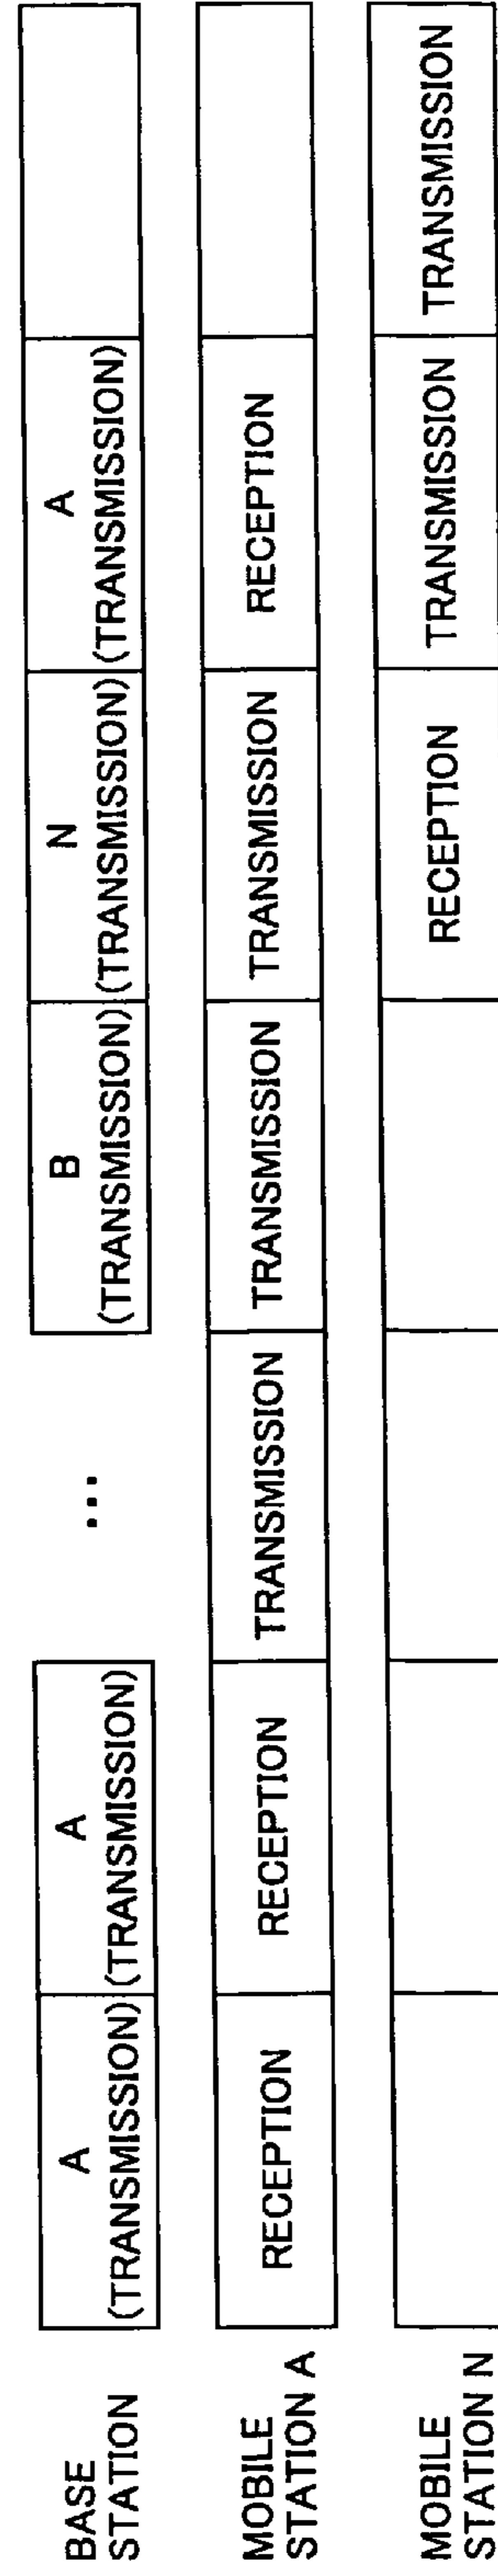 BASE
STATION
A
(TRANSMISSION)
A
(TRANSMISSION)
...
B
(TRANSMISSION)
N
(TRANSMISSION)
A
(TRANSMISSION)
MOBILE
STATION A
RECEPTION
RECEPTION
TRANSMISSION
TRANSMISSION
TRANSMISSION
RECEPTION
MOBILE
STATION N
RECEPTION
TRANSMISSION
TRANSMISSION